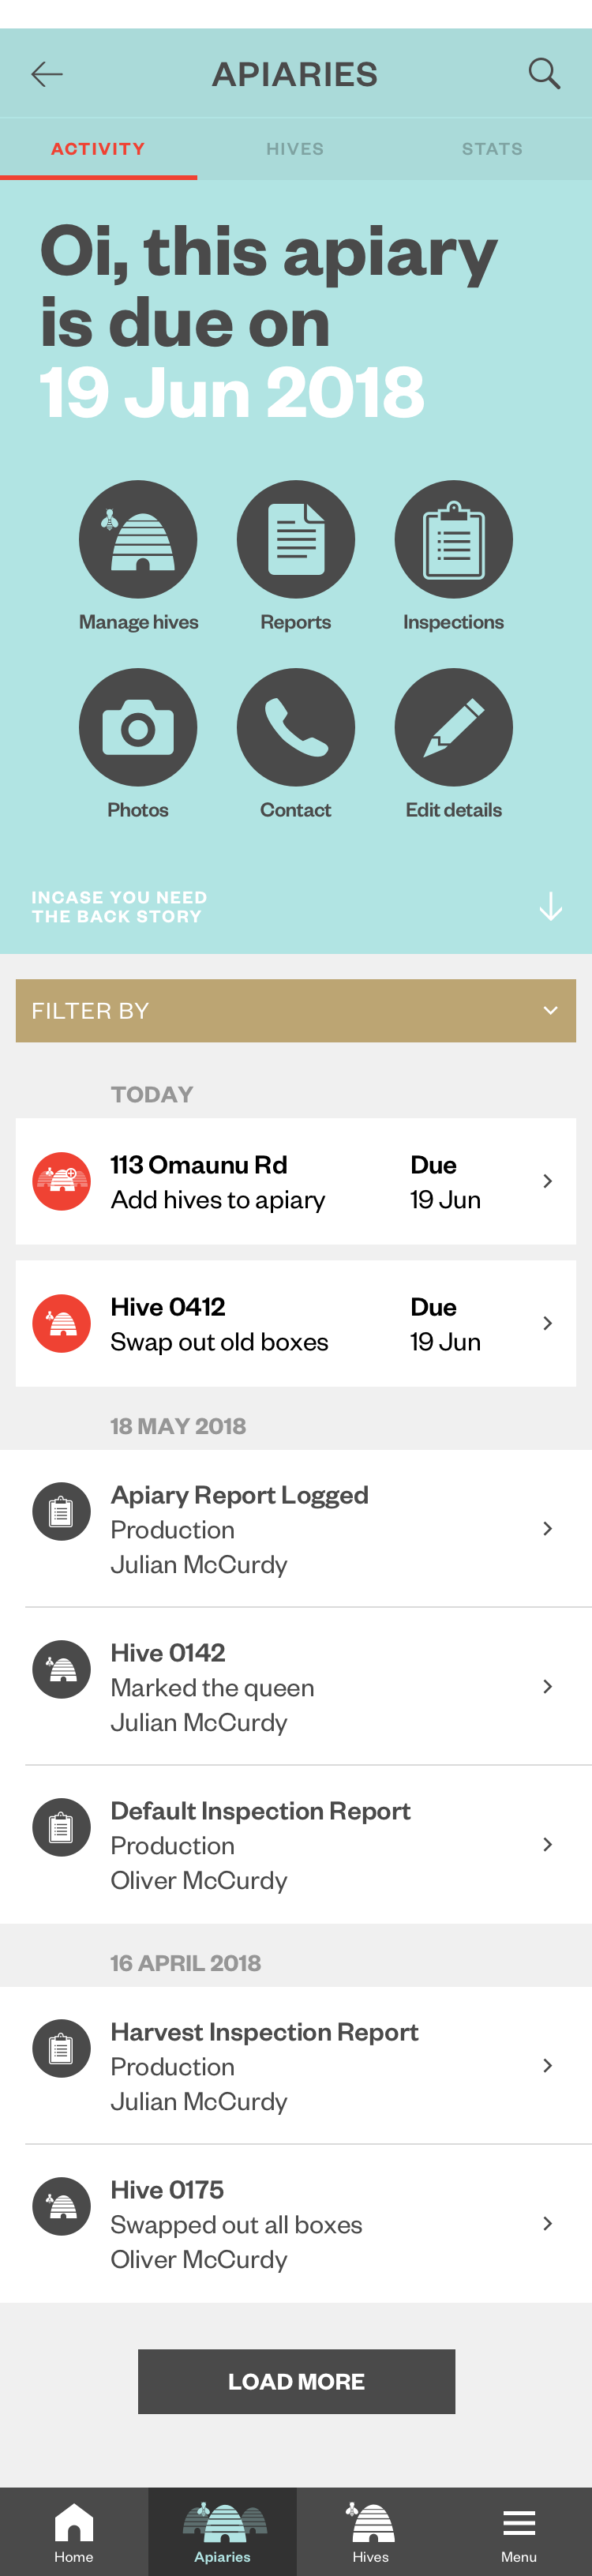 APIARIES
ACTIVITY HIVES STATS
Oi, this apiary
is due on
19 Jun 2018
Manage hives Reports Inspections
Photos Contact Edit details
INCASE YOU NEED
THE BACK STORY
FILTER BY
TODAY
113 Omaunu Rd Due
Add hives to apiary 19 Jun
Hive 0412 Due
Swap out old boxes 19 Jun
18 MAY 2018
Apiary Report Logged
Production
Julian McCurdy
Hive 0142
Marked the queen
Julian McCurdy
Default Inspection Report
Production
Oliver McCurdy
16 APRIL 2018
Harvest Inspection Report
Production
Julian McCurdy
Hive 0175
Swapped out all boxes
Oliver McCurdy
LOAD MORE
Home Apiaries Hives Menu